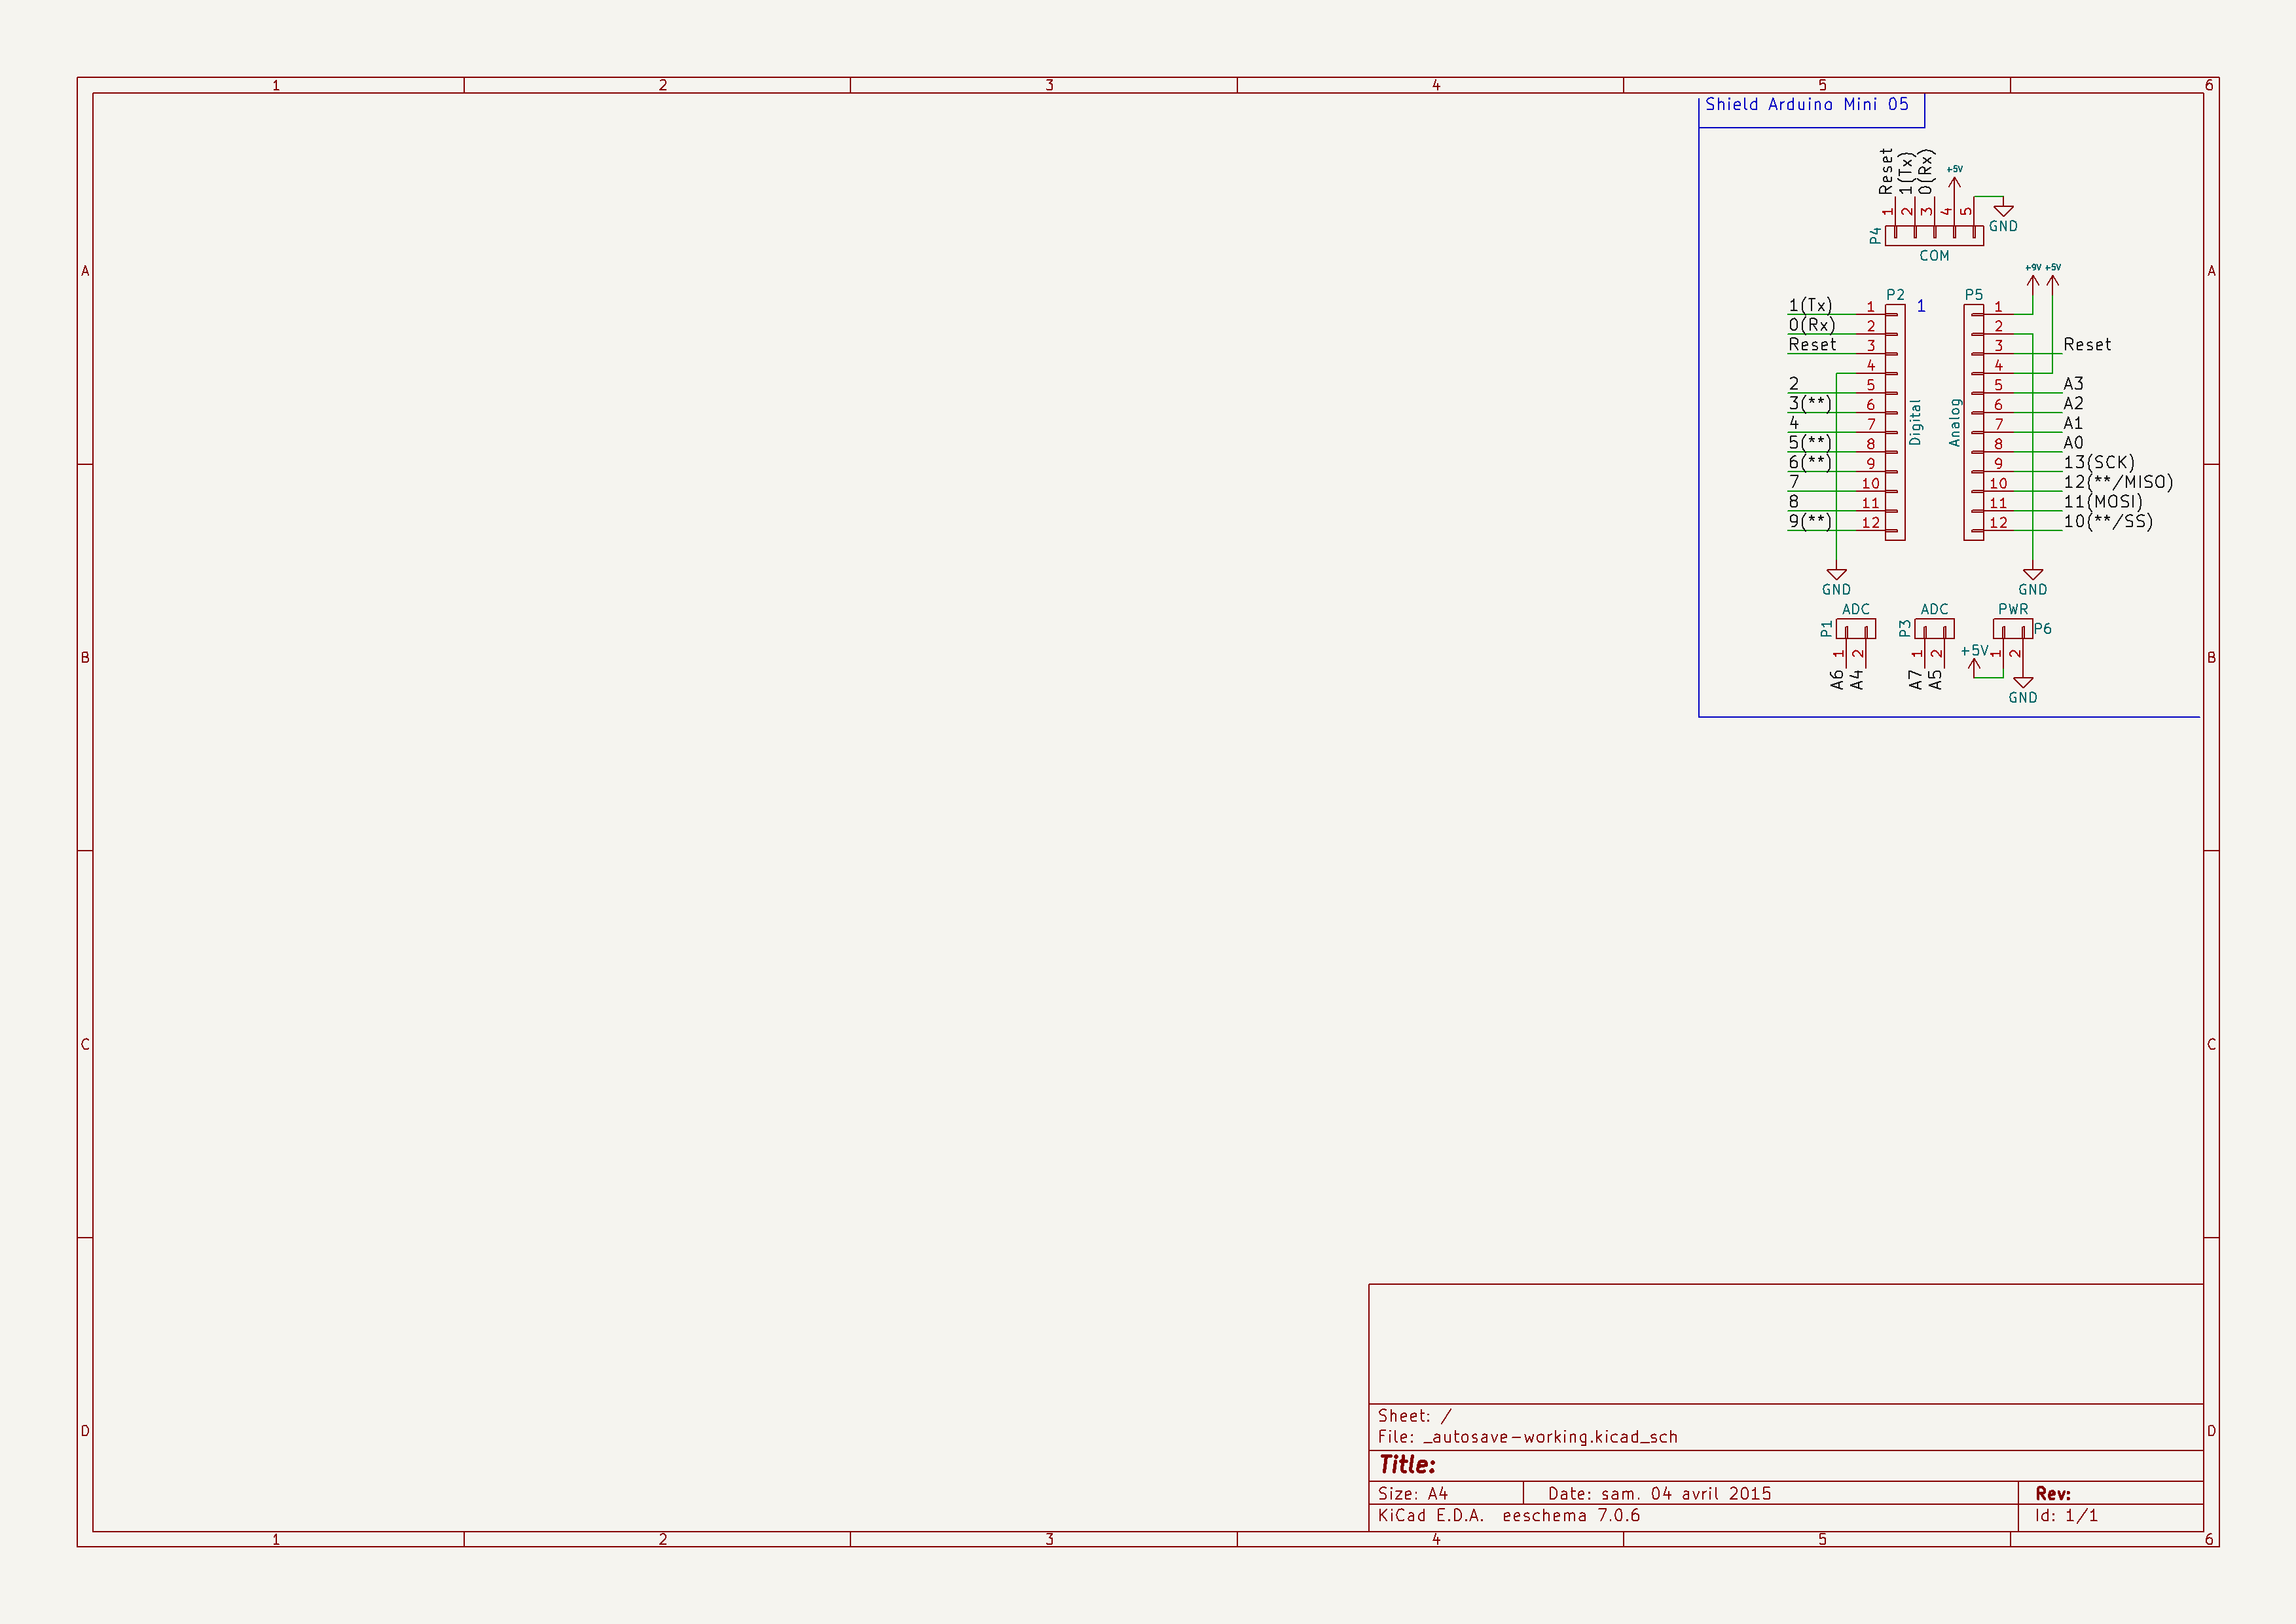 1 2 3 4 5 6
Shield Arduino Mini 05
Reset
1(Tx)
0(Rx)
+5V
1 2 3 4 5
GND
P4
COM
A
A
+9V +5V
P2 1 P5
1(Tx) 1 1
0(Rx) 2 2
Reset 3 3 Reset
4 4
2 5 5 A3
3(**) 6 6 A2
4 7 7 A1
5(**) 8 8 A0
6(**) 9 9 13(SCK)
7 10 10 12(**/MISO)
8 11 11 11(MOSI)
9(**) 12 12 10(**/SS)
Digital
Analog
GND GND
ADC ADC PWR
P1 P3 P6
1 2 1 2 +5V 1 2
A6 A4 A7 A5
GND
B
B
C
C
Sheet: /
File: _autosave-working.kicad_sch
D
D
Title:
Size: A4 Date: sam. 04 avril 2015 Rev:
KiCad E.D.A. eeschema 7.0.6 Id: 1/1
1 2 3 4 5 6